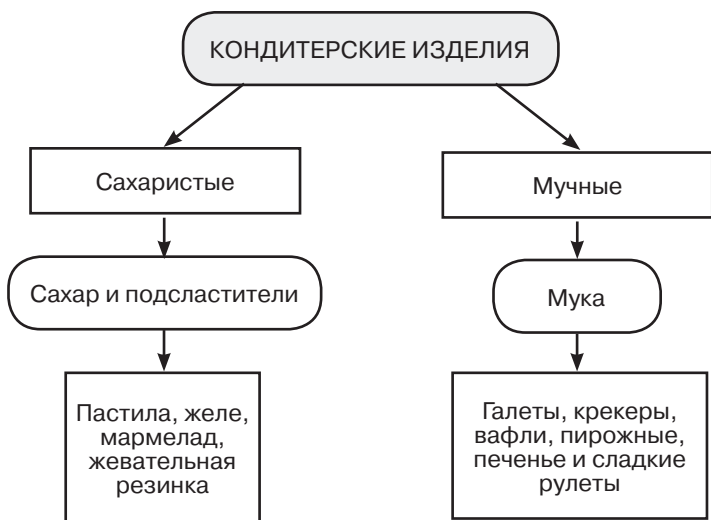 КОНДИТЕРСКИЕ ИЗДЕЛИЯ
Сахаристые
Мучные
Сахар и подсластители
Мука
Пастила, желе,
мармелад,
жевательная
резинка
Галеты, крекеры,
вафли, пирожные,
печенье и сладкие
рулеты